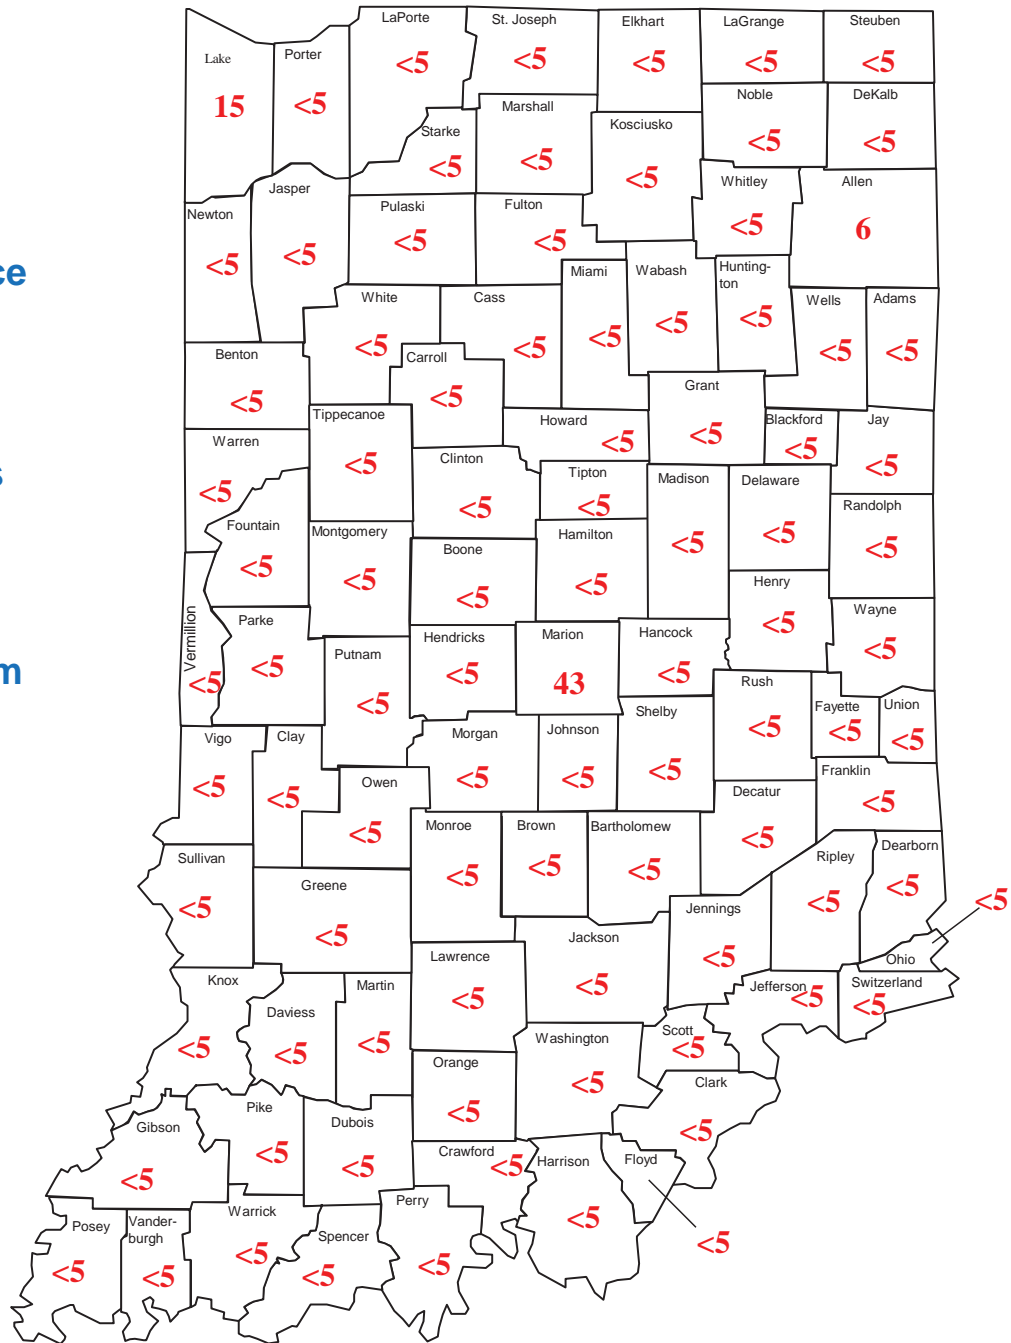 LaPorte
St. Joseph
Elkhart
LaGrange
Steuben
Lake
Porter
<5
<5
<5
<5
<5
15
<5
Noble
DeKalb
Marshall
Starke
Kosciusko
<5
<5
<5
<5
<5
Jasper
Whitley
Allen
Newton
Pulaski
Fulton
<5
6
<5
<5
<5
<5
ce
Miami
Wabash
Hunting-
ton
White
Cass
Wells
Adams
<5
<5
<5
<5
<5
<5
<5
<5
Benton
Carroll
Grant
<5
<5
Tippecanoe
Howard
Blackford
Jay
<5
<5
<5
Warren
Clinton
<5
<5
s
Tipton
Madison
Delaware
<5
<5
<5
Randolph
Fountain
Montgomery
Hamilton
<5
<5
<5
Boone
<5
<5
<5
<5
Henry
<5
Vermillion
Parke
Wayne
Putnam
Hendricks
Marion
Hancock
<5
<5
<5
<5
<5
m
<5
43
Rush
<5
Shelby
Fayette
Union
Vigo
Clay
Morgan
Johnson
<5
<5
<5
<5
<5
<5
<5
Franklin
Owen
Decatur
<5
<5
<5
<5
Monroe
Brown
Bartholomew
<5
<5
Sullivan
Ripley
Dearborn
Greene
<5
<5
<5
<5
<5
<5
<5
Jennings
<5
Jackson
Lawrence
<5
Ohio
Knox
Martin
Jefferson
Switzerland
<5
<5
<5
<5
Daviess
Washington
Scott
<5
<5
<5
<5
Orange
Clark
<5
Pike
Dubois
<5
Gibson
<5
<5
Crawford
Harrison
Floyd
<5
<5
<5
Perry
Posey
Vander-
burgh
Warrick
Spencer
<5
<5
<5
<5
<5
<5
<5